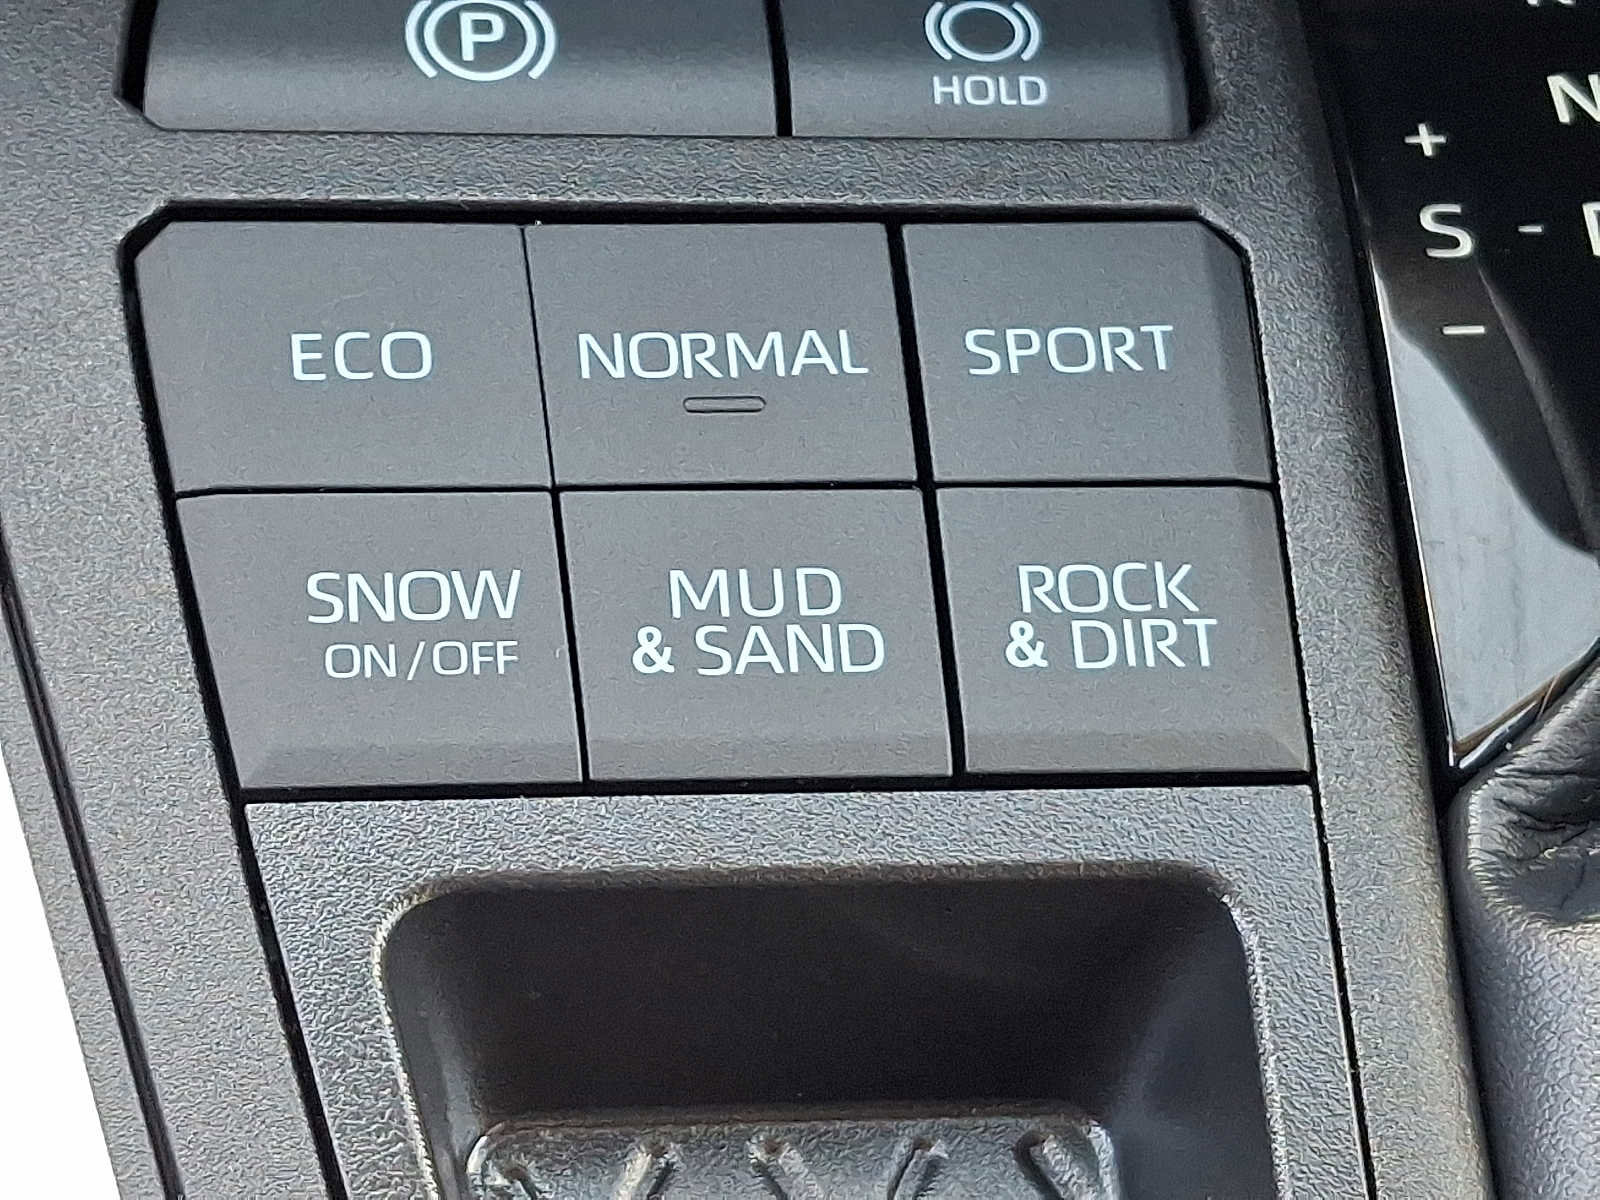 P
HOLD
N
+
S -
-
ECO NORMAL SPORT
SNOW
ON/OFF
MUD
& SAND
ROCK
& DIRT